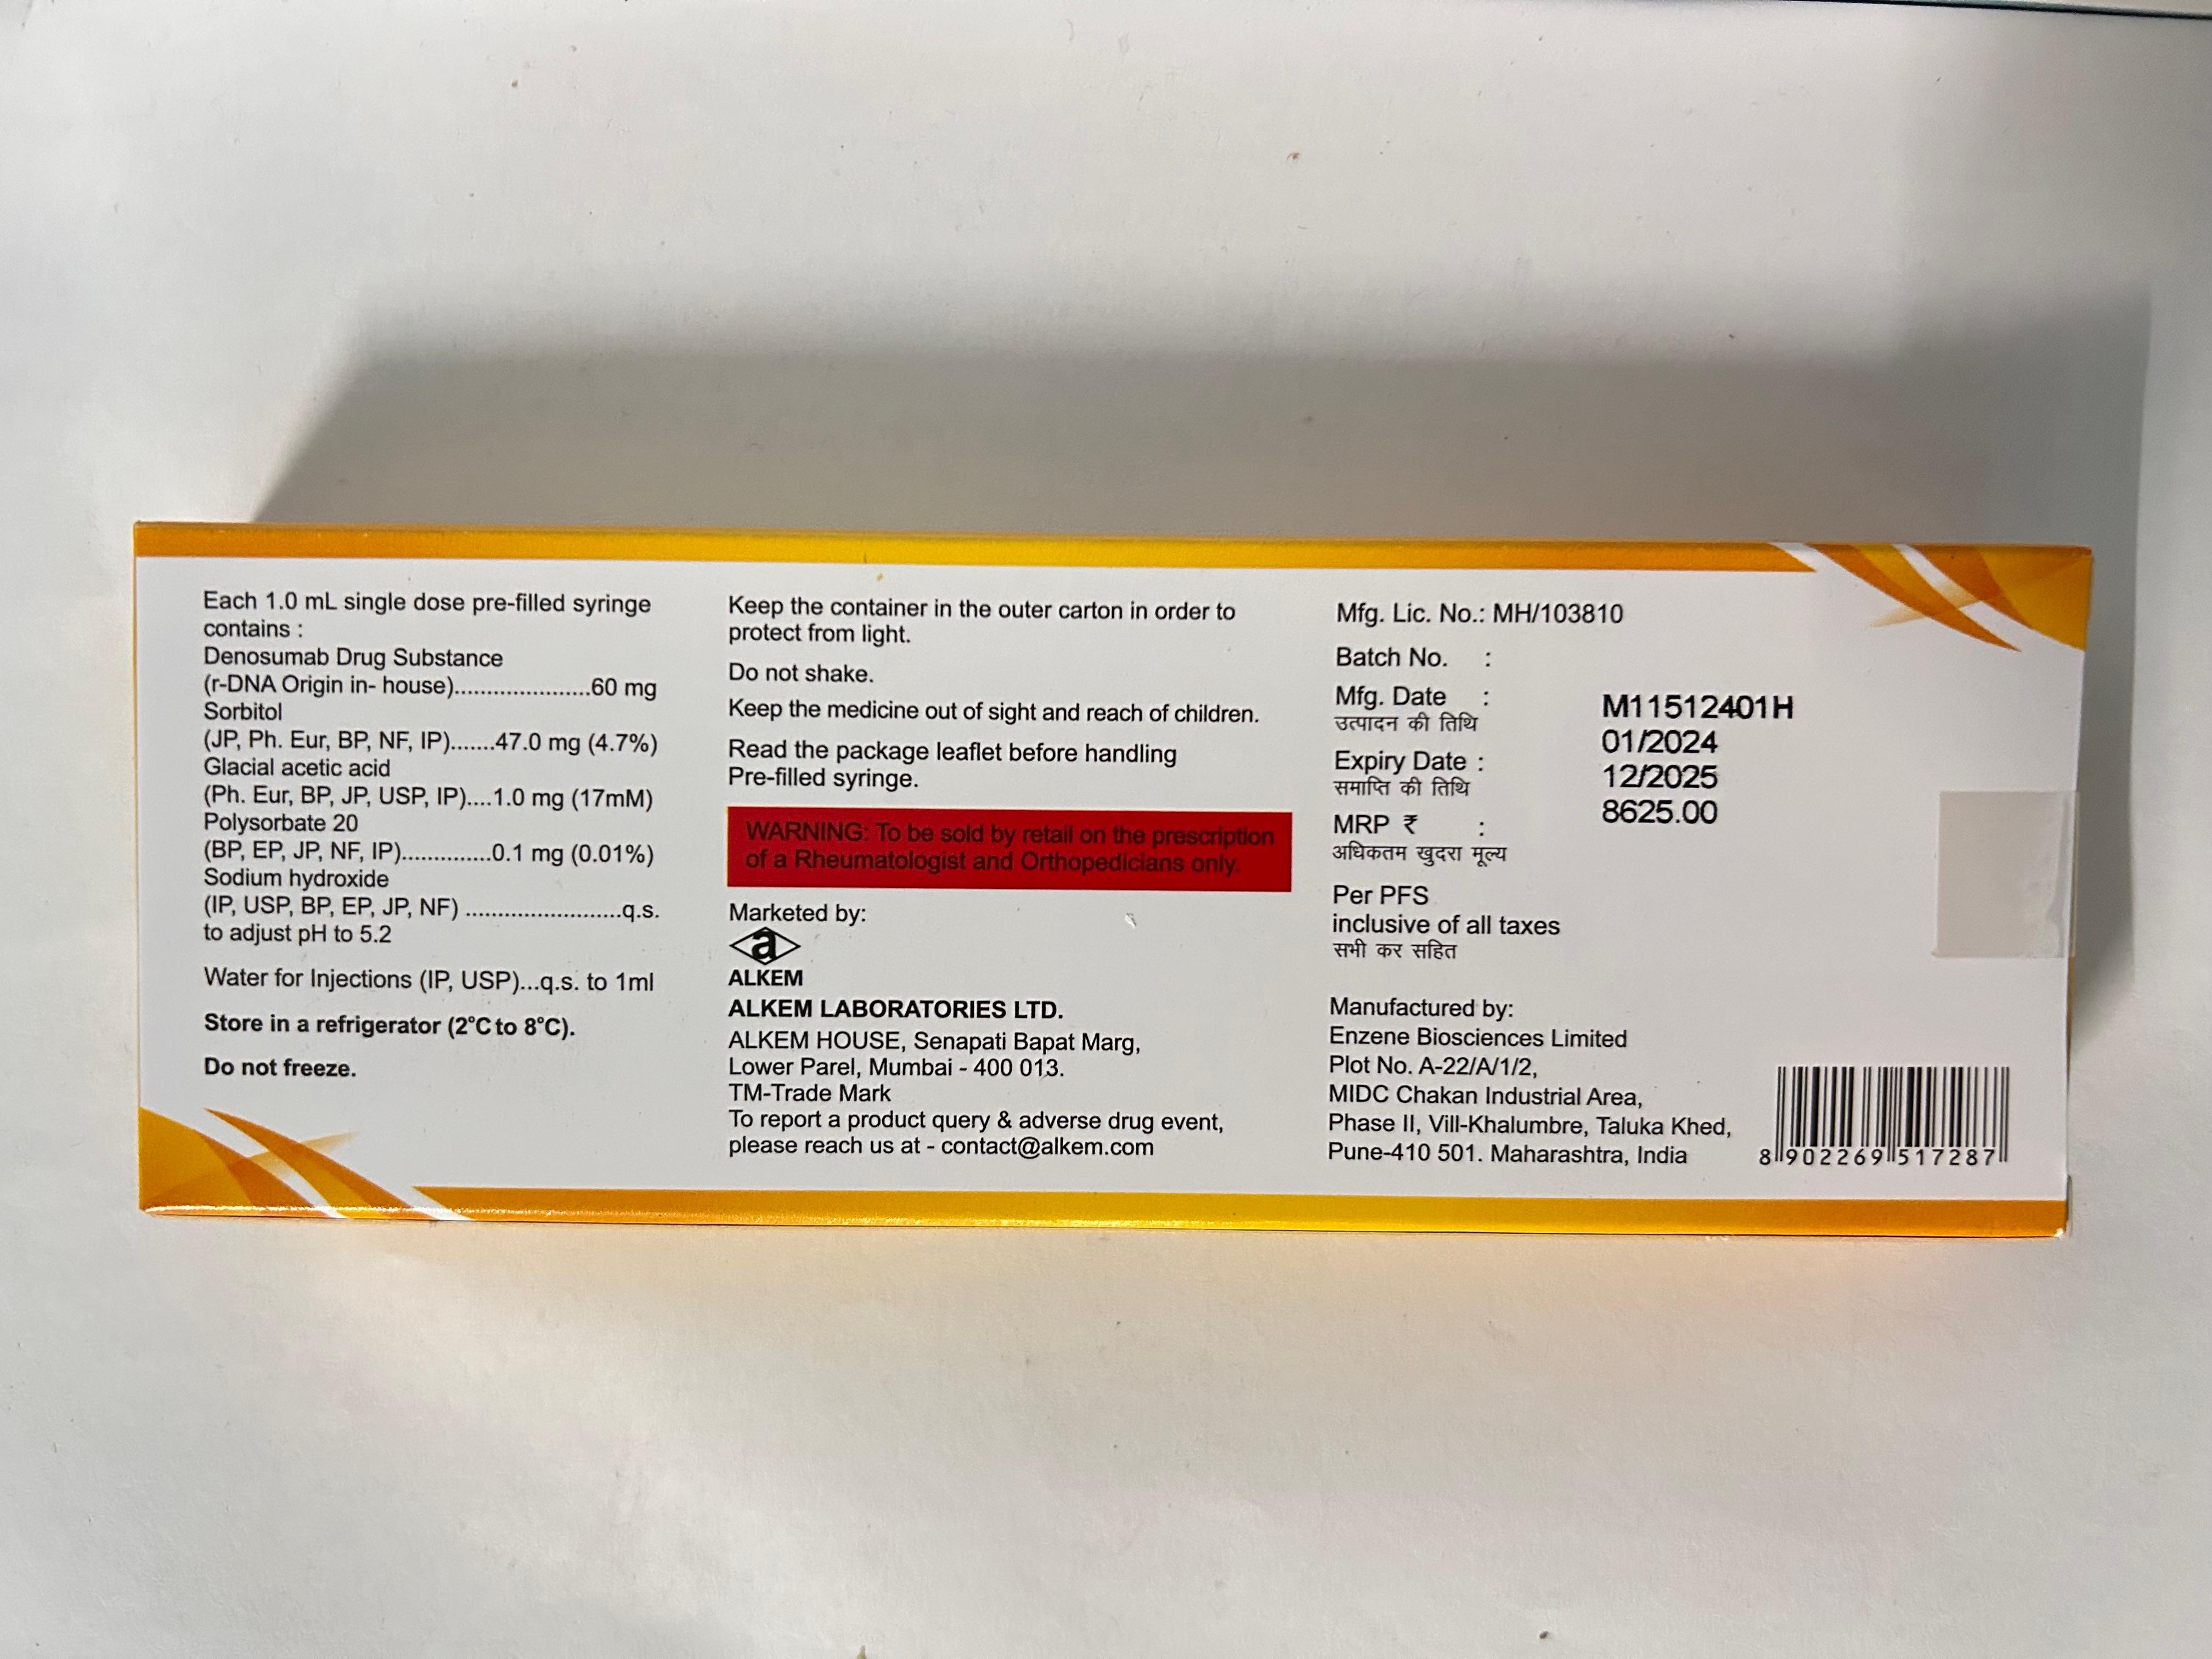 Each 1.0 mL single dose pre-filled syringe
contains :
Denosumab Drug Substance
(r-DNA Origin in- house).....................60 mg
Sorbitol
(JP, Ph. Eur, BP, NF, IP).......47.0 mg (4.7%)
Glacial acetic acid
(Ph. Eur, BP, JP, USP, IP)....1.0 mg (17mM)
Polysorbate 20
(BP, EP, JP, NF, IP)..............0.1 mg (0.01%)
Sodium hydroxide
(IP, USP, BP, EP, JP, NF) ........................q.s.
to adjust pH to 5.2
Water for Injections (IP, USP)...q.s. to 1ml
Store in a refrigerator (2°C to 8°C).
Do not freeze.
Keep the container in the outer carton in order to
protect from light.
Do not shake.
Keep the medicine out of sight and reach of children.
Read the package leaflet before handling
Pre-filled syringe.
WARNING: To be sold by retail on the prescription
of a Rheumatologist and Orthopedicians only.
Marketed by:
a
ALKEM
ALKEM LABORATORIES LTD.
ALKEM HOUSE, Senapati Bapat Marg,
Lower Parel, Mumbai - 400 013.
TM-Trade Mark
To report a product query & adverse drug event,
please reach us at - contact@alkem.com
Mfg. Lic. No.: MH/103810
Batch No. :
Mfg. Date :
उत्पादन की तिथि
Expiry Date :
समाप्ति की तिथि
MRP ₹ :
अधिकतम खुदरा मूल्य
Per PFS
inclusive of all taxes
सभी कर सहित
M11512401H
01/2024
12/2025
8625.00
Manufactured by:
Enzene Biosciences Limited
Plot No. A-22/A/1/2,
MIDC Chakan Industrial Area,
Phase II, Vill-Khalumbre, Taluka Khed,
Pune-410 501. Maharashtra, India
8 902269 517287